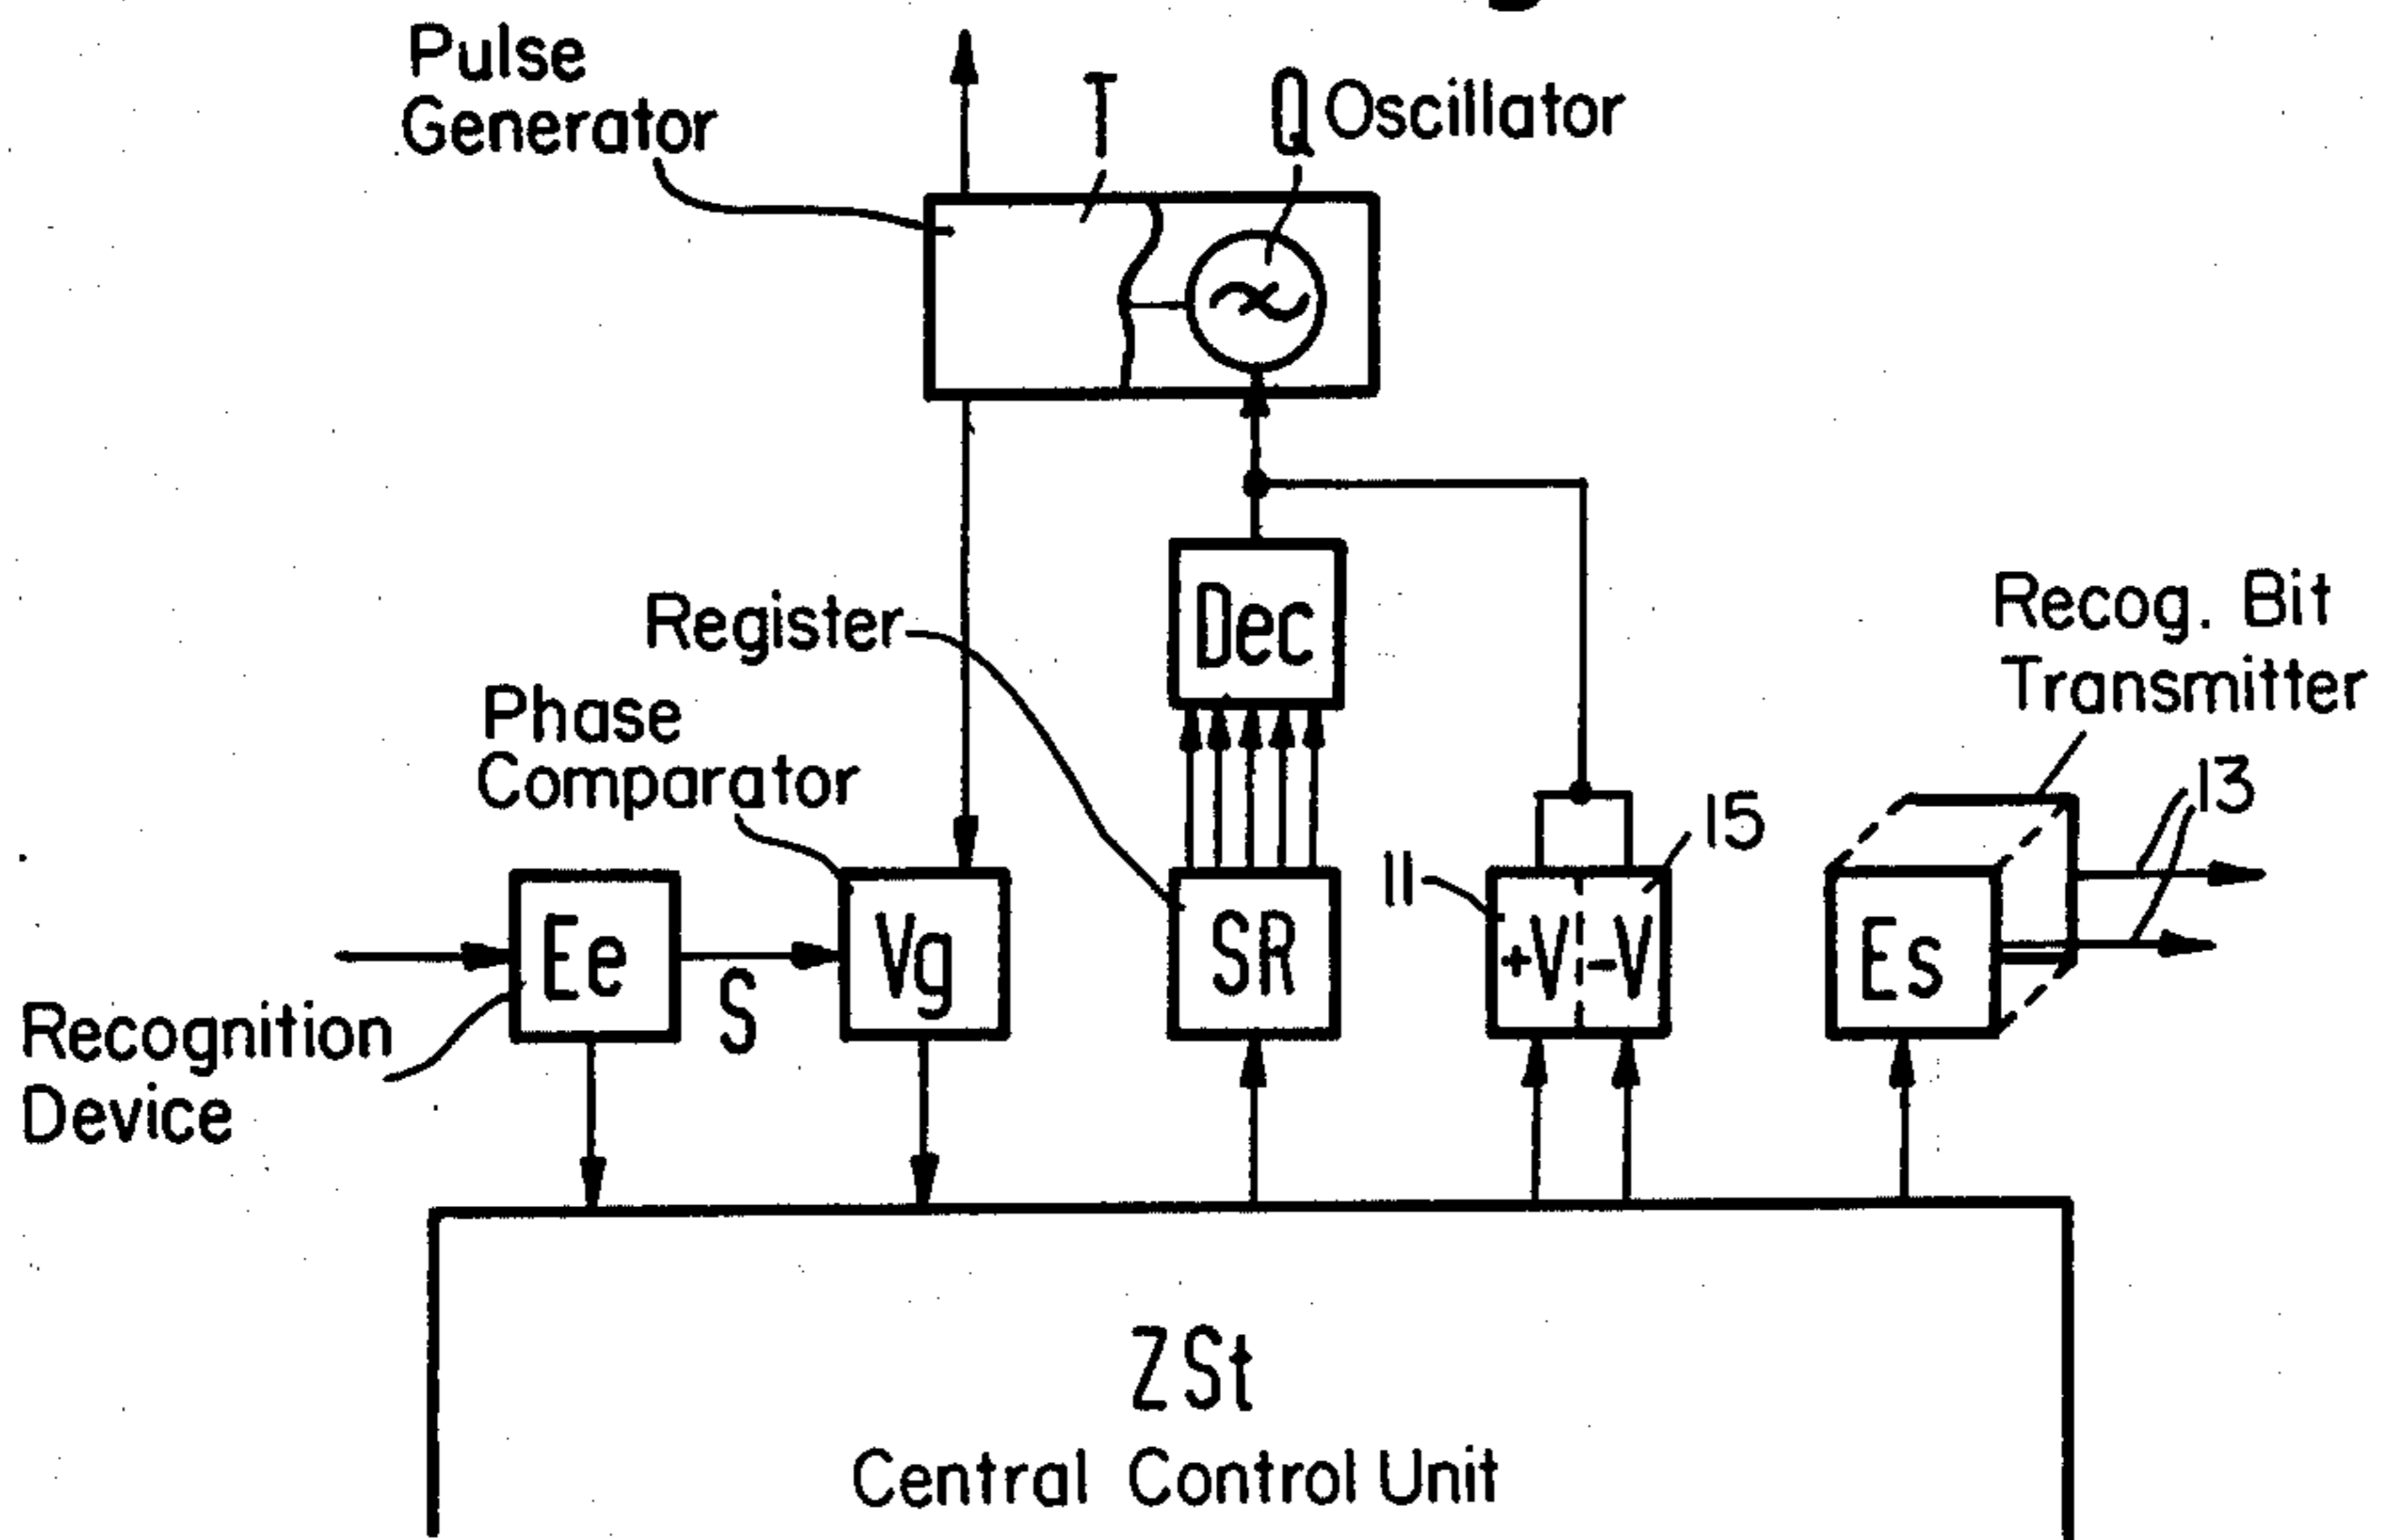 Pulse
Generator
T
Q Oscillator
Dec
Register
Recog. Bit
Transmitter
Phase
Comparator
13
15
11
Ee
S
Vg
SR
+V -V
Es
Recognition
Device
ZSt
Central Control Unit